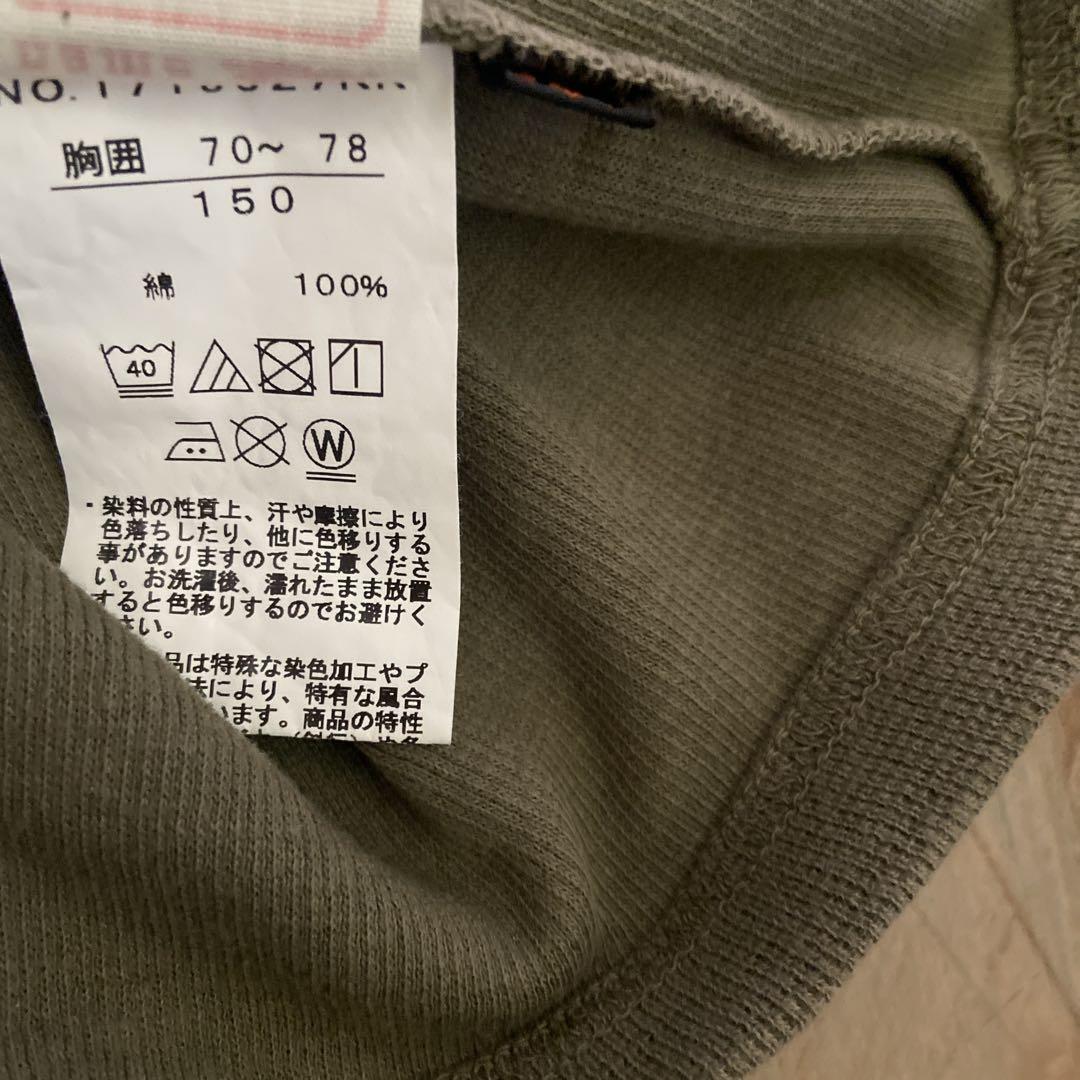 胸囲 70~ 78
150
綿 100%
40
W
・染料の性質上、汗や摩擦により
色落ちしたり、他に色移りする
事がありますのでご注意くださ
い。お洗濯後、濡れたまま放置
すると色移りするのでお避けく
さい。
品は特殊な染色加工やプ
により、特有な風合
います。商品の特性